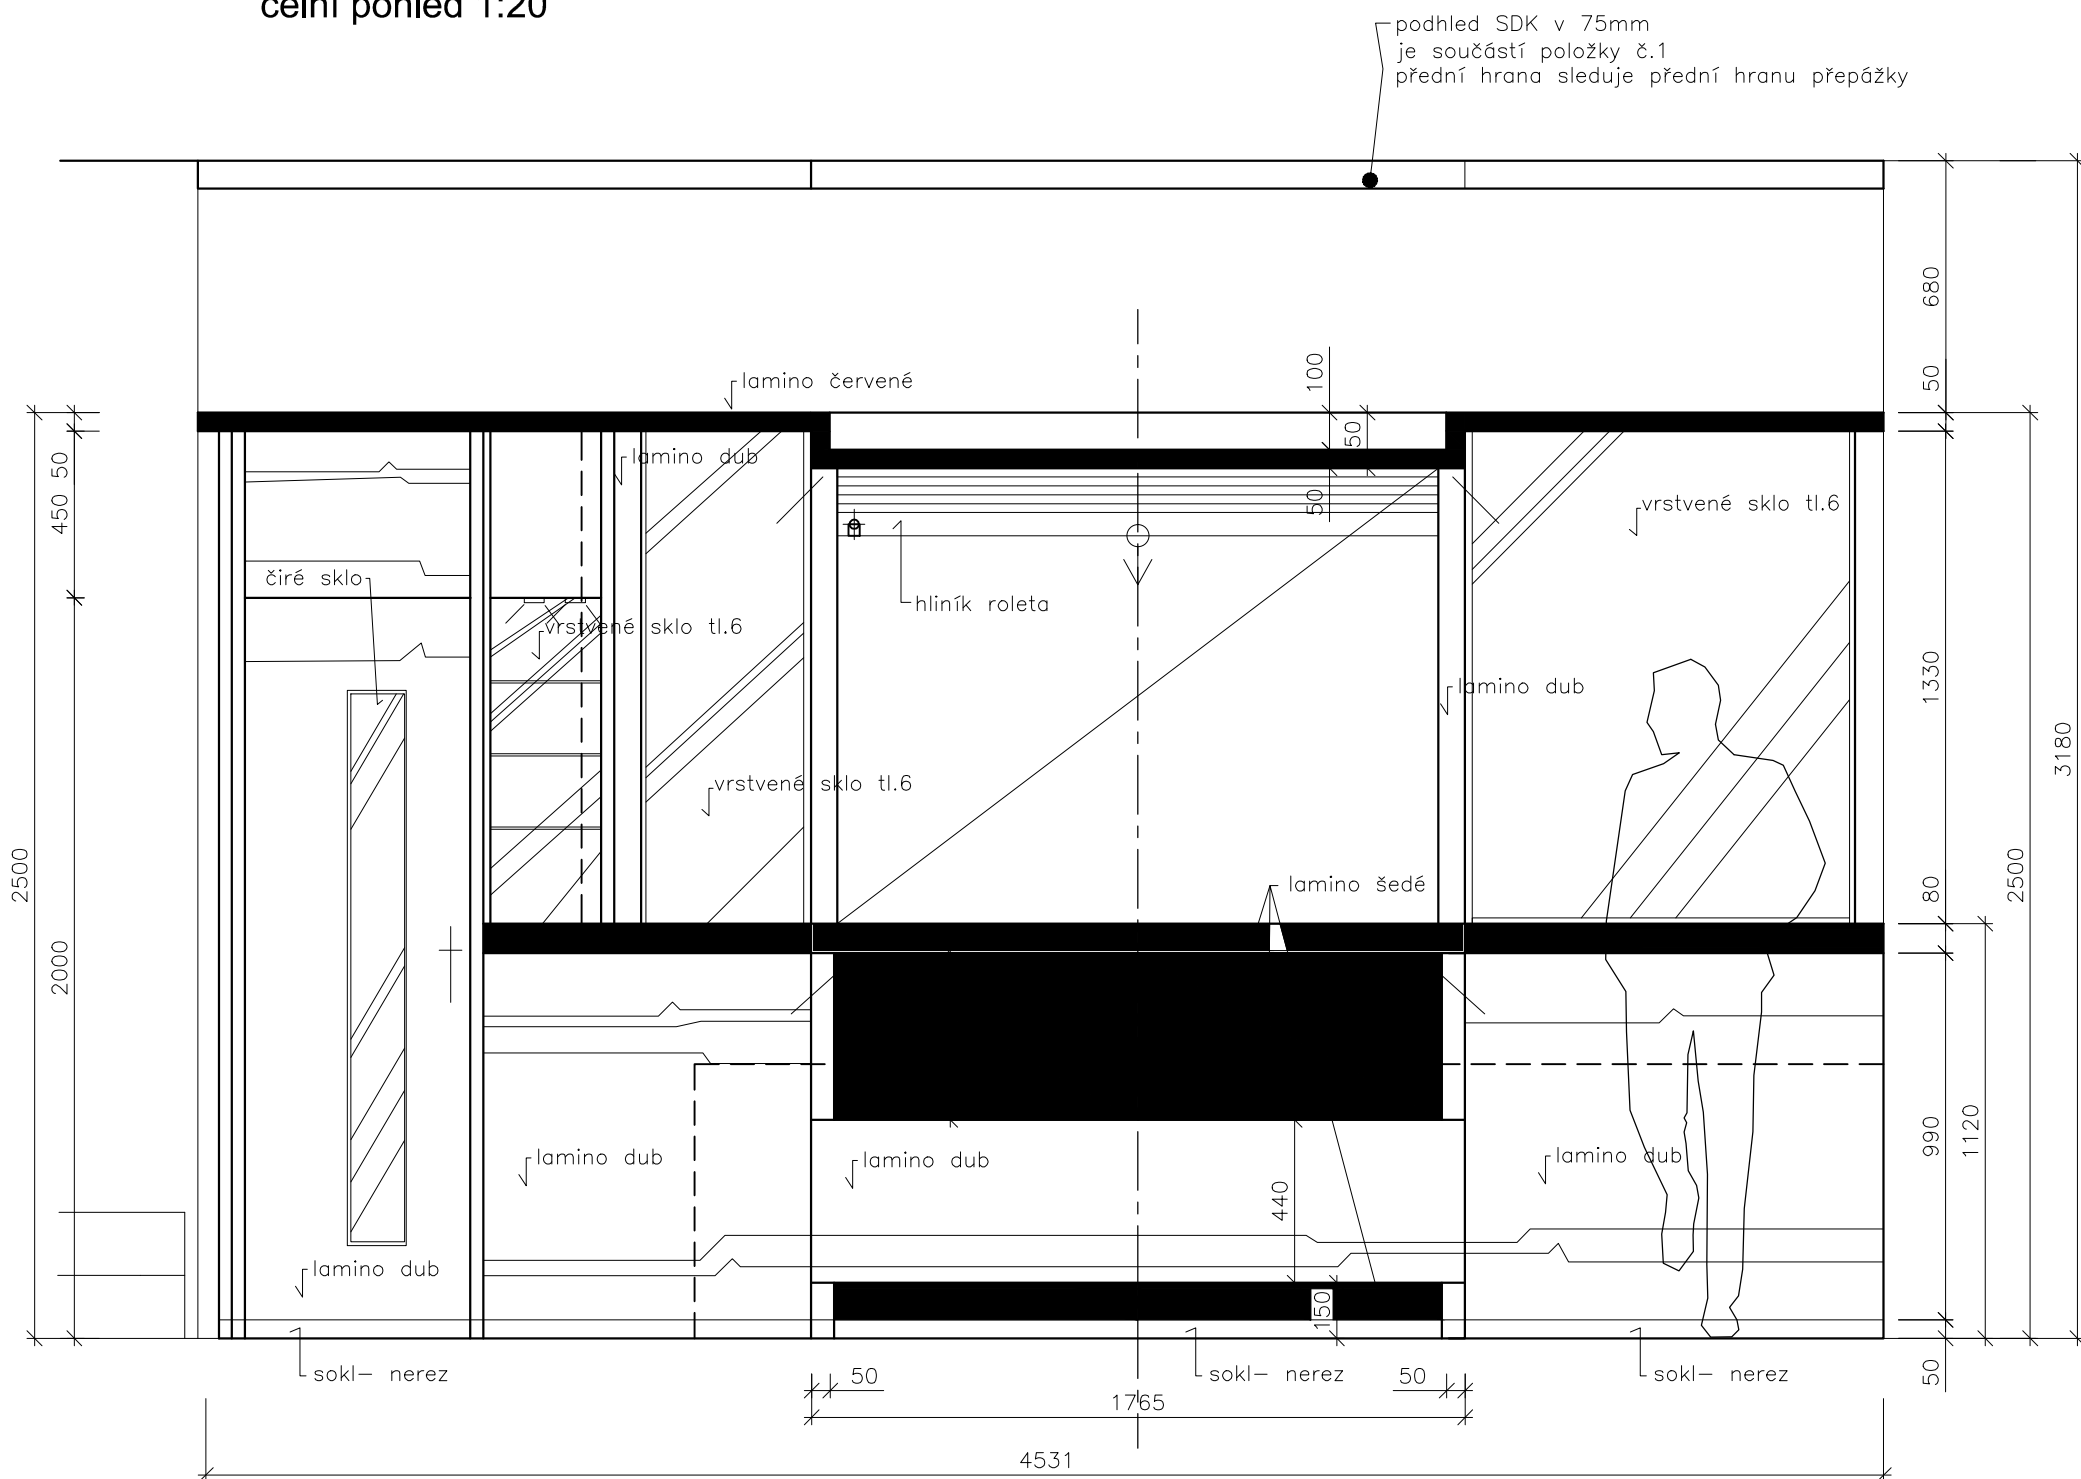 čelní pohled 1:20
podhled SDK v 75mm
je součástí položky č.1
přední hrana sleduje přední hranu přepážky
680
50
100
50
50
lamino červené
lamino dub
vrstvené sklo tl.6
50
450
čiré sklo
hliník roleta
vrstvené sklo tl.6
lamino dub
1330
3180
vrstvené sklo tl.6
2500
2000
lamino šedé
80
2500
lamino dub
lamino dub
lamino dub
990
1120
440
lamino dub
150
sokl– nerez
sokl– nerez
sokl– nerez
50
50
50
1765
4531